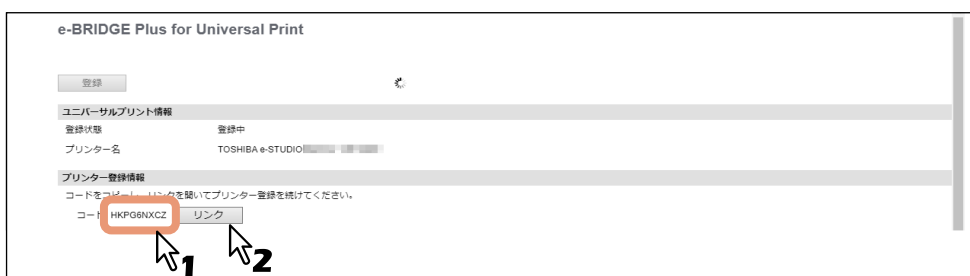 e-BRIDGE Plus for Universal Print
登録
ユニバーサルプリント情報
登録状態 登録中
プリンター名 TOSHIBA e-STUDIO
プリンター登録情報
コードをコピーし、リンクを開いてプリンター登録を続けてください。
コード HKPG6NXCZ リンク
1 2